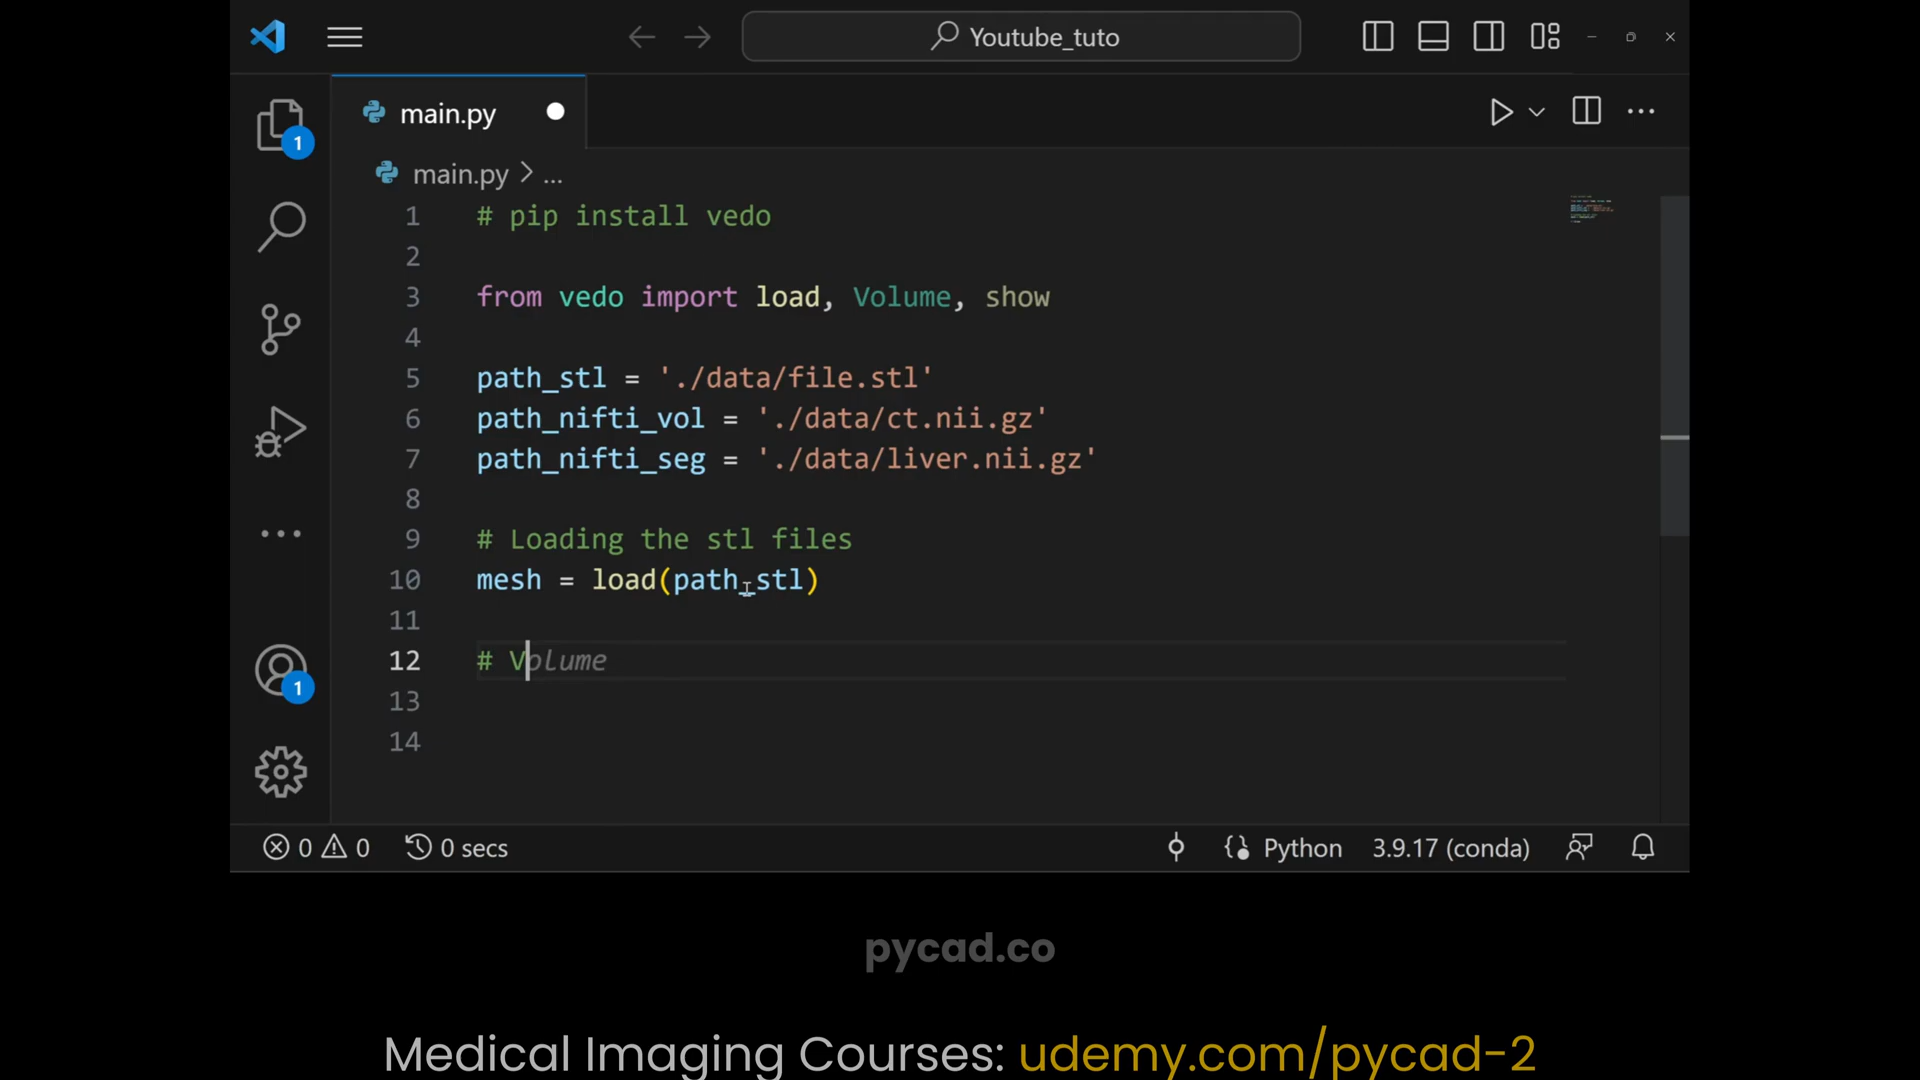 Youtube_tuto
main.py
1
main.py > ...
1 # pip install vedo
2
3 from vedo import load, Volume, show
4
5 path_stl = './data/file.stl'
6 path_nifti_vol = './data/ct.nii.gz'
7 path_nifti_seg = './data/liver.nii.gz'
8
9 # Loading the stl files
10 mesh = load(path_stl)
11
12 # Volume
13
14
1
0 0 0 secs Python 3.9.17 (conda)
pycad.co
Medical Imaging Courses: udemy.com/pycad-2